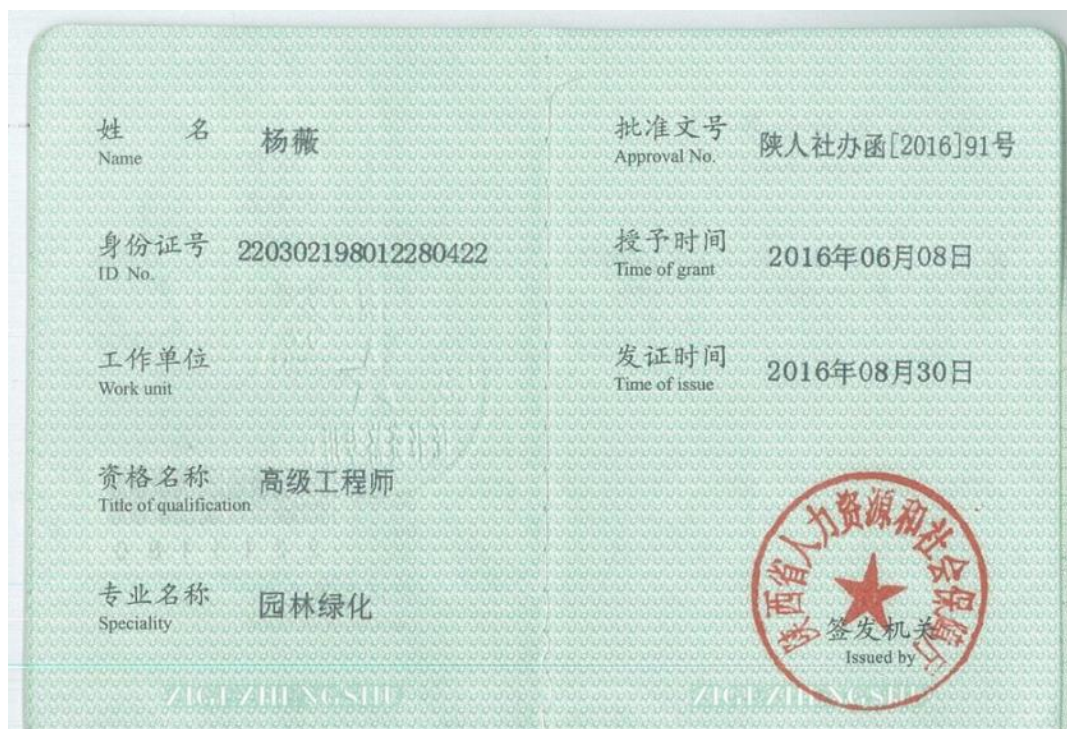 姓 名 杨薇
Name
身份证号 220302198012280422
ID No.
工作单位
Work unit
资格名称 高级工程师
Title of qualification
专业名称 园林绿化
Speciality
ZIGEZHENGSHU
批准文号 陕人社办函[2016]91号
Approval No.
授予时间 2016年06月08日
Time of grant
发证时间 2016年08月30日
Time of issue
陕西省人力资源和社会保障厅
签发机关
Issued by
ZIGEZHENGSHU